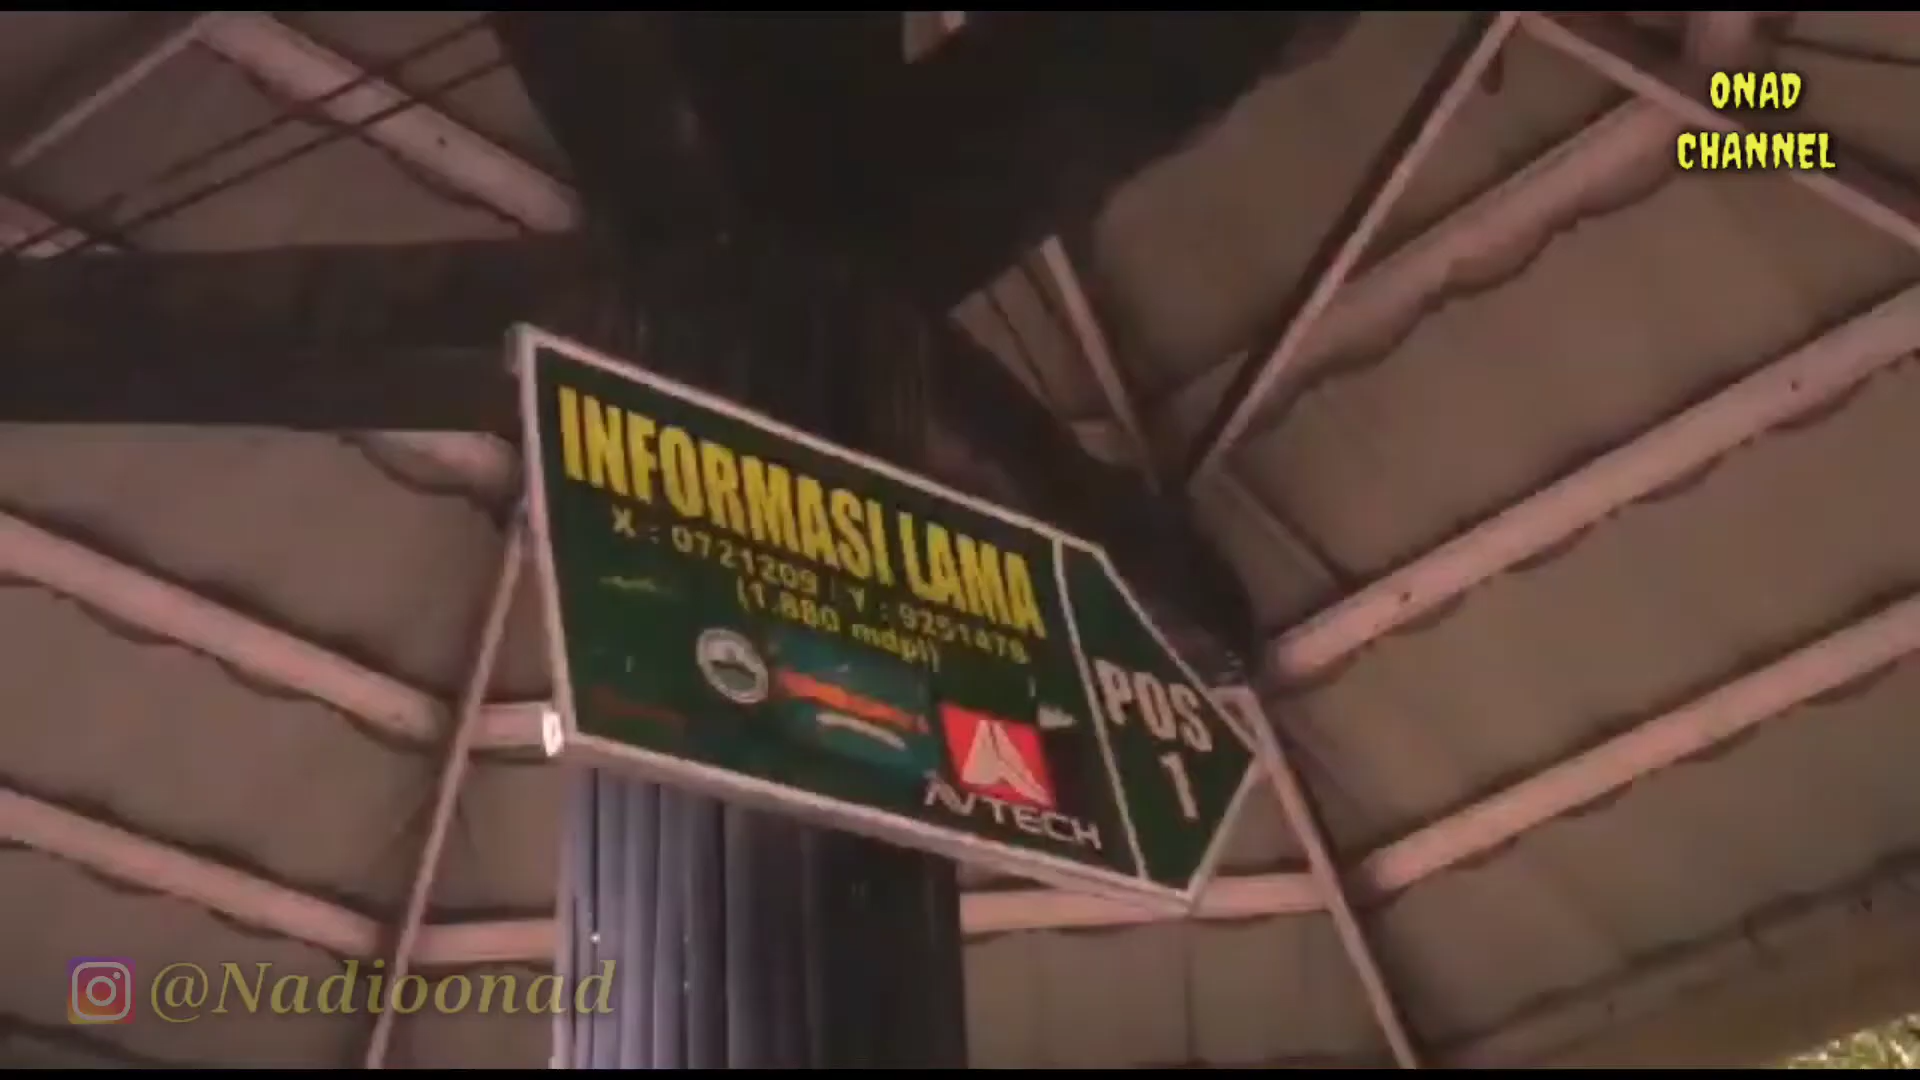 ONAD
CHANNEL
INFORMASI LAMA
X : 0721209 | Y : 9251478
(1.880 mdpl)
AVTECH
POS
1
@Nadioonad